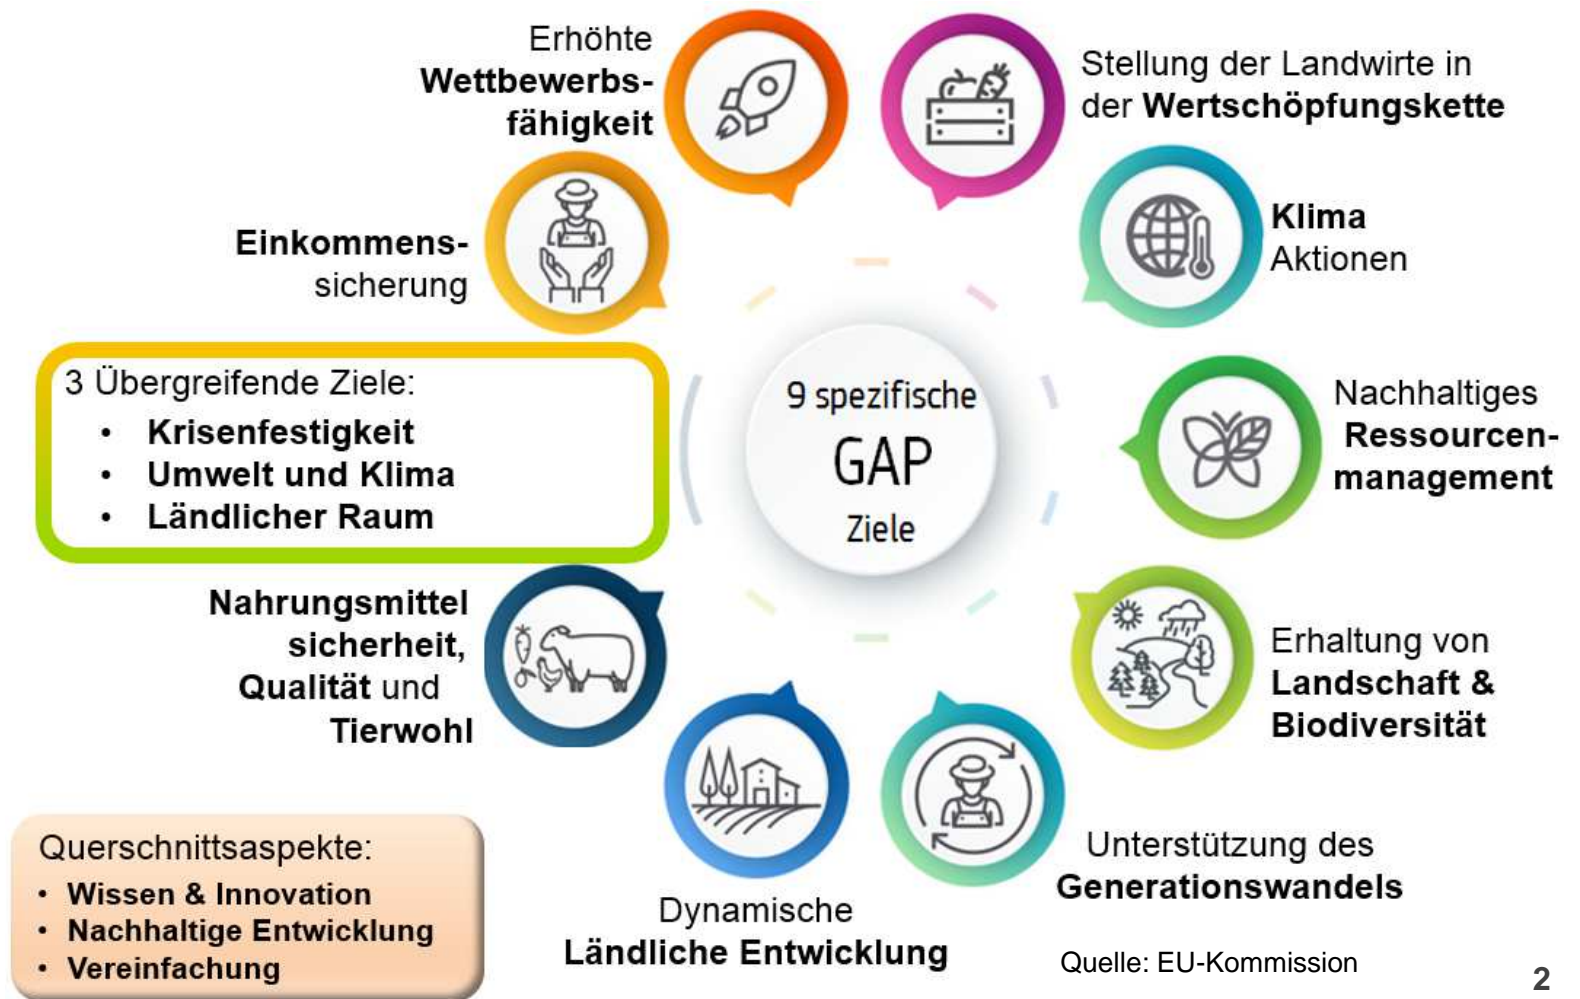 Erhöhte
Wettbewerbs-
fähigkeit
Stellung der Landwirte in
der Wertschöpfungskette
Einkommens-
sicherung
Klima
Aktionen
3 Übergreifende Ziele:
• Krisenfestigkeit
• Umwelt und Klima
• Ländlicher Raum
9 spezifische
GAP
Ziele
Nachhaltiges
Ressourcen-
management
Nahrungsmittel
sicherheit,
Qualität und
Tierwohl
Erhaltung von
Landschaft &
Biodiversität
Querschnittsaspekte:
• Wissen & Innovation
• Nachhaltige Entwicklung
• Vereinfachung
Dynamische
Ländliche Entwicklung
Unterstützung des
Generationswandels
Quelle: EU-Kommission
2